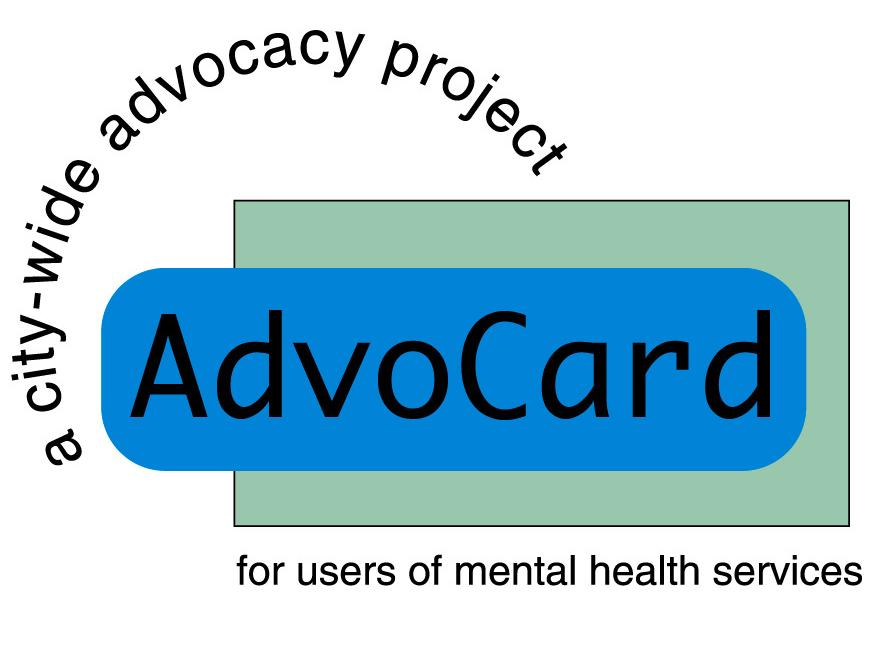 a city-wide advocacy project
AdvoCard
for users of mental health services